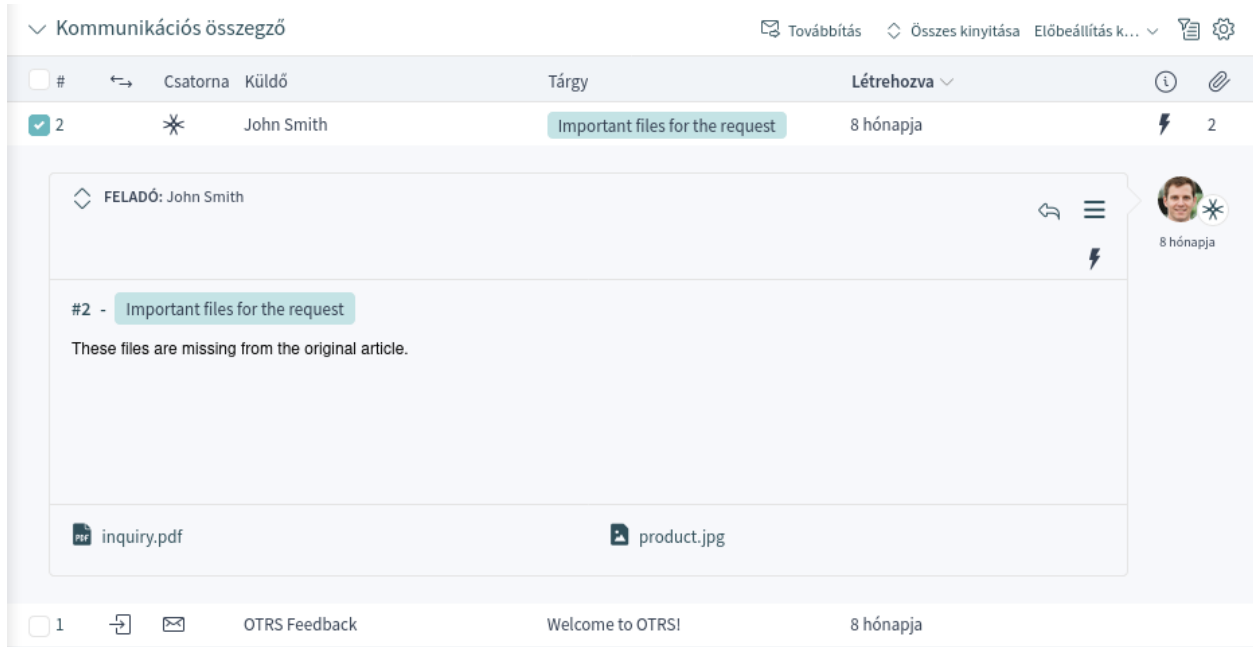 Kommunikációs összegző Továbbítás Összes kinyitása Előbeállítás k...
# Csatorna Küldő Tárgy Létrehozva
2 John Smith Important files for the request 8 hónapja 2
FELADÓ: John Smith
8 hónapja
#2 - Important files for the request
These files are missing from the original article.
PDF inquiry.pdf product.jpg
1 OTRS Feedback Welcome to OTRS! 8 hónapja